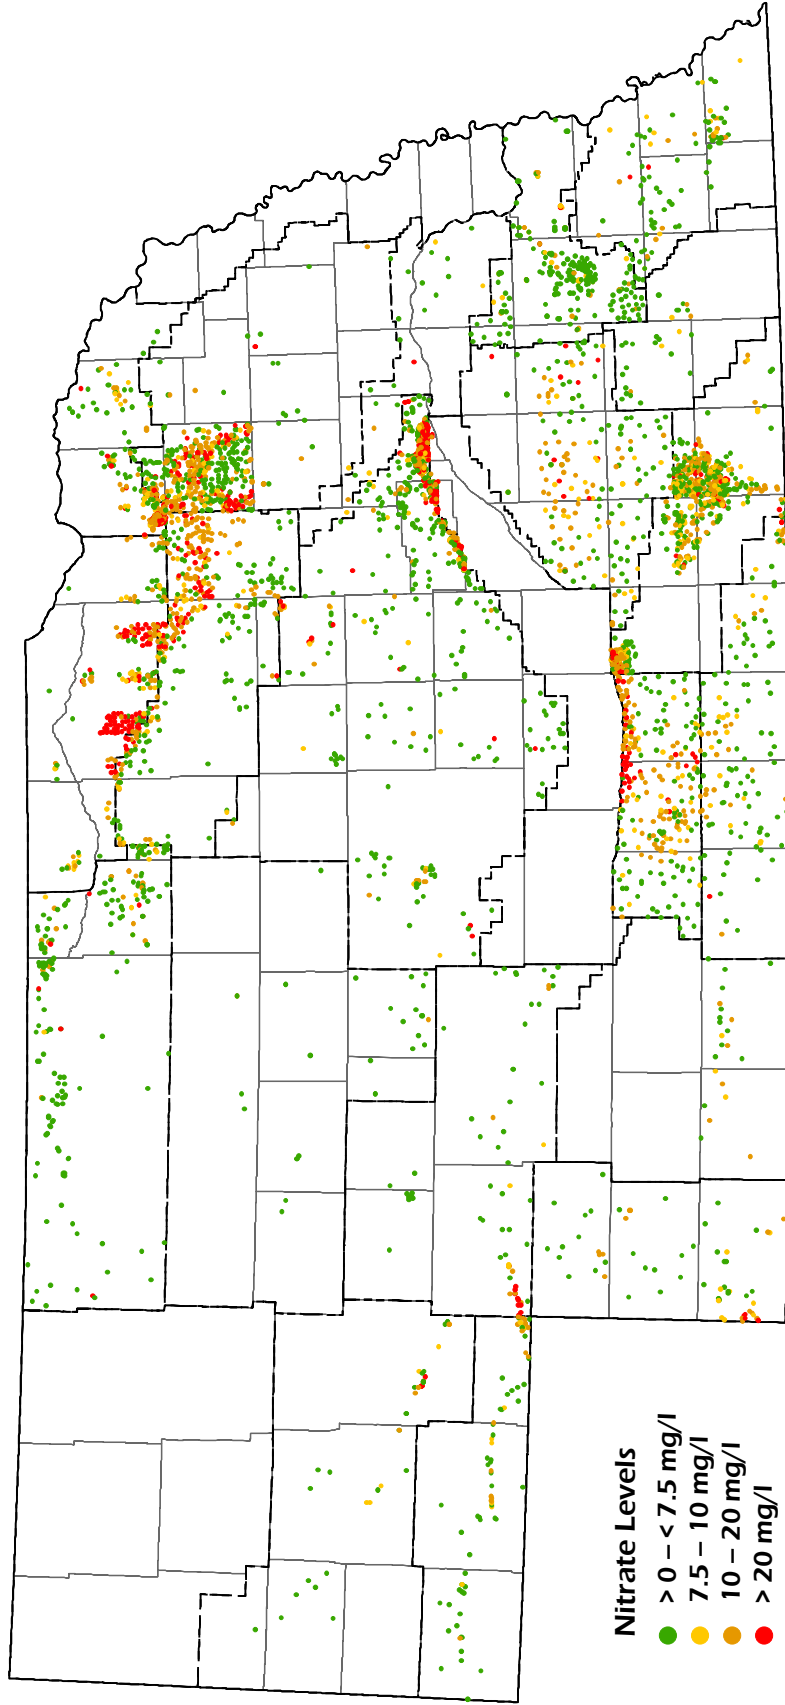 Nitrate Levels
> 0 – < 7.5 mg/l
7.5 – 10 mg/l
10 – 20 mg/l
> 20 mg/l